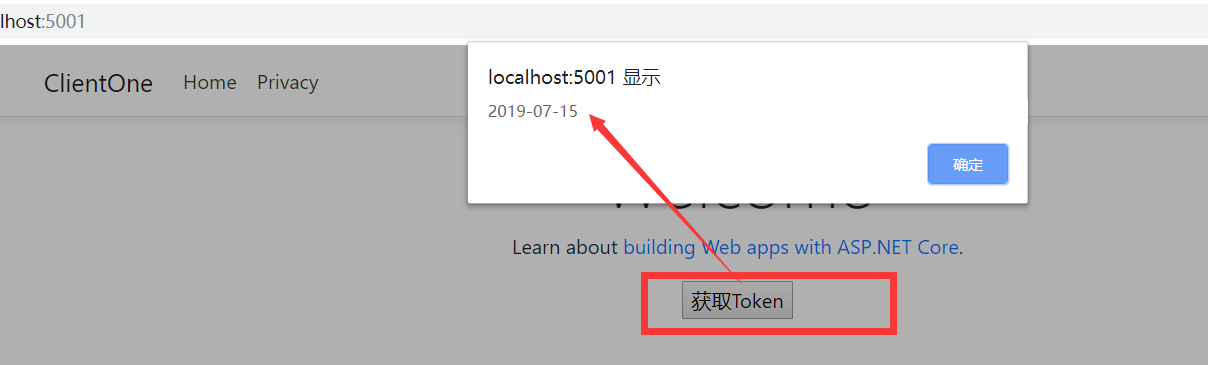 lhost:5001
ClientOne Home Privacy
localhost:5001 显示
2019-07-15
确定
Welcome
Learn about building Web apps with ASP.NET Core.
获取Token